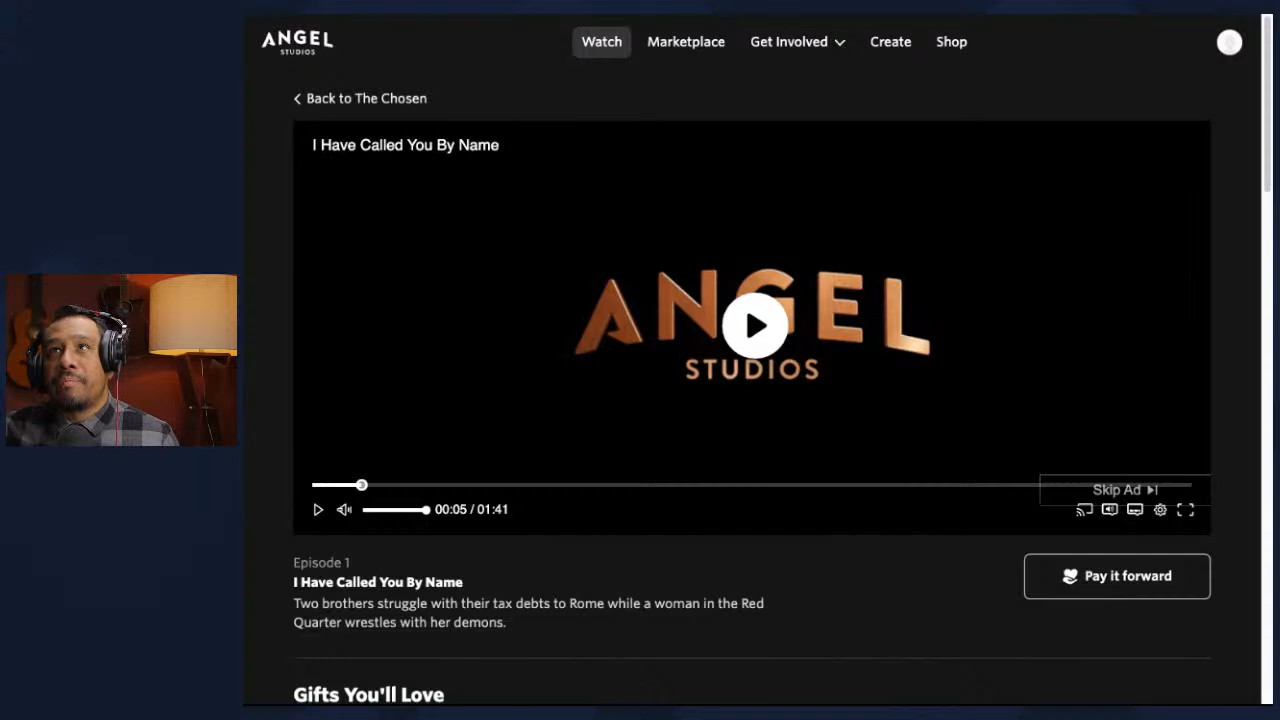 ANGEL
STUDIOS
Watch
Marketplace
Get Involved
Create
Shop
Back to The Chosen
I Have Called You By Name
ANGEL
STUDIOS
Skip Ad
00:05 / 01:41
Episode 1
I Have Called You By Name
Two brothers struggle with their tax debts to Rome while a woman in the Red
Quarter wrestles with her demons.
Pay it forward
Gifts You'll Love